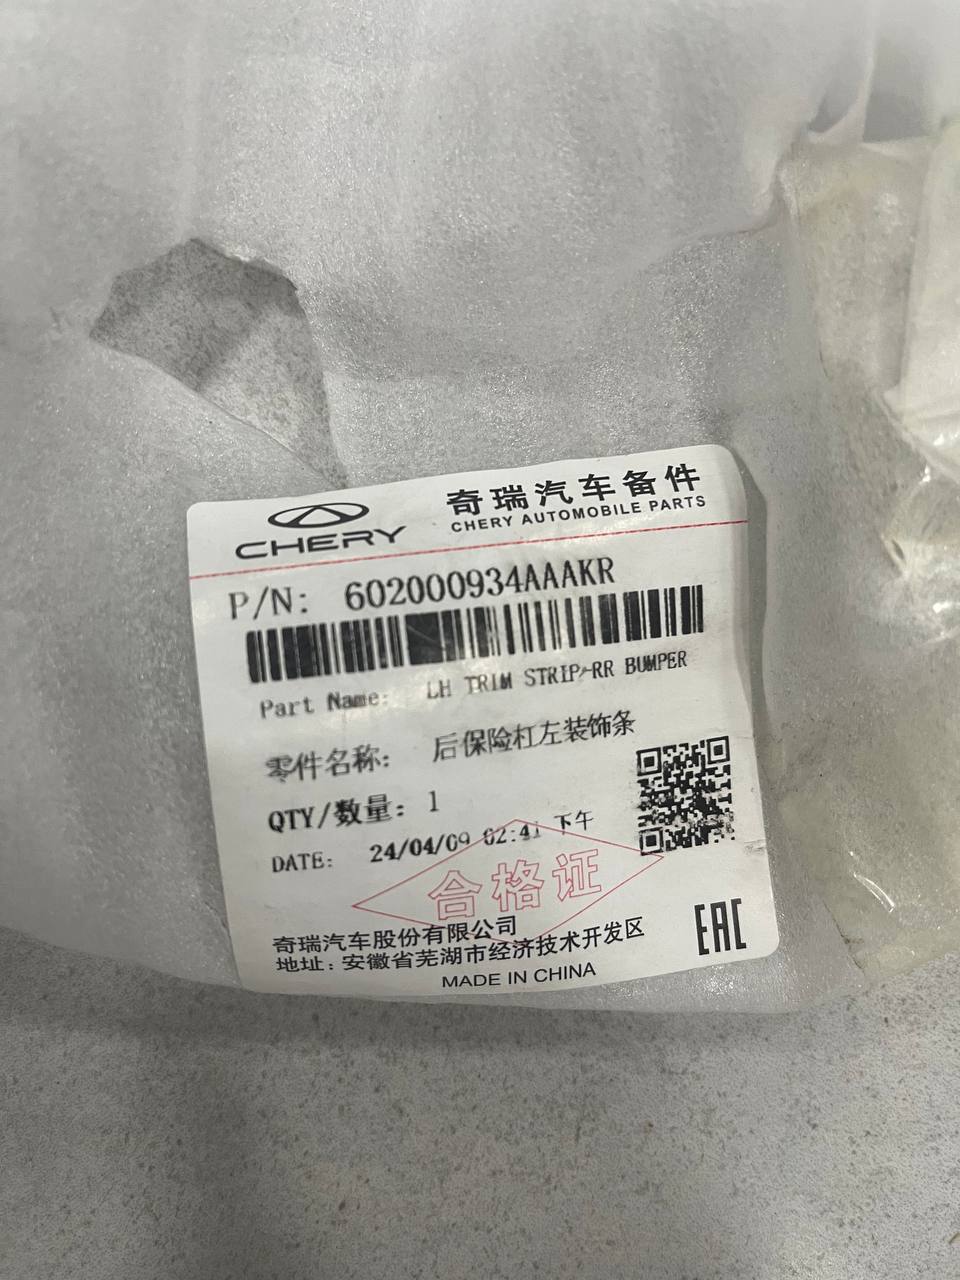 CHERY
奇瑞汽车备件
CHERY AUTOMOBILE PARTS
P/N: 602000934AAAKR
Part Name: LH TRIM STRIP-RR BUMPER
零件名称: 后保险杠左装饰条
QTY/数量: 1
DATE: 24/04/09 02:41 下午
合格证
奇瑞汽车股份有限公司
地址：安徽省芜湖市经济技术开发区
MADE IN CHINA
EAC